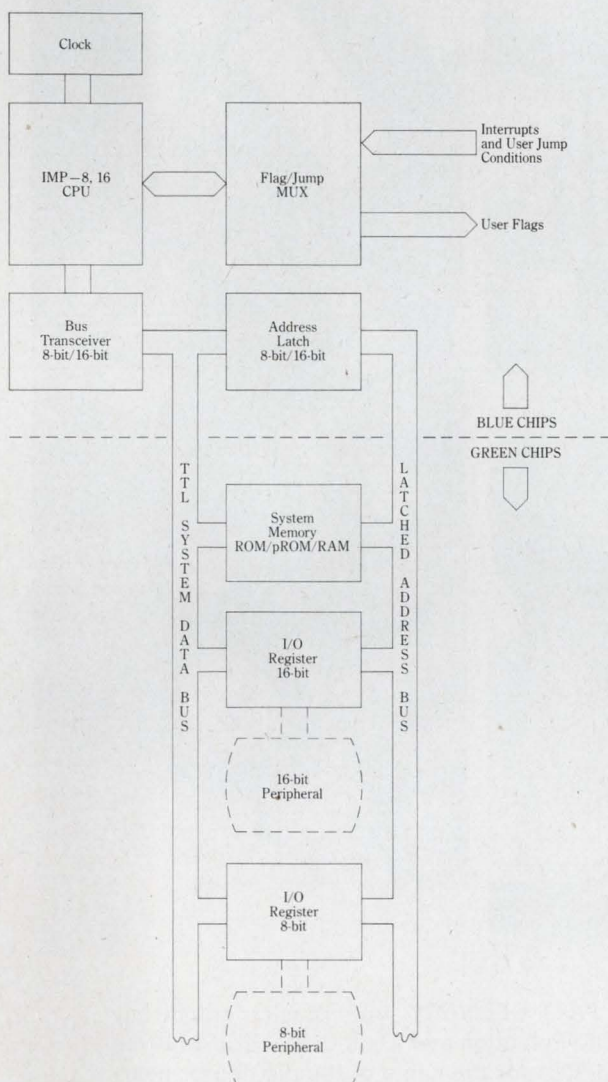 Clock
IMP–8, 16
CPU
Flag/Jump
MUX
Interrupts
and User Jump
Conditions
User Flags
Bus
Transceiver
8-bit/16-bit
Address
Latch
8-bit/16-bit
BLUE CHIPS
GREEN CHIPS
TTL SYSTEM DATA BUS
LATCHED ADDRESS BUS
System
Memory
ROM/pROM/RAM
I/O
Register
16-bit
16-bit
Peripheral
I/O
Register
8-bit
8-bit
Peripheral